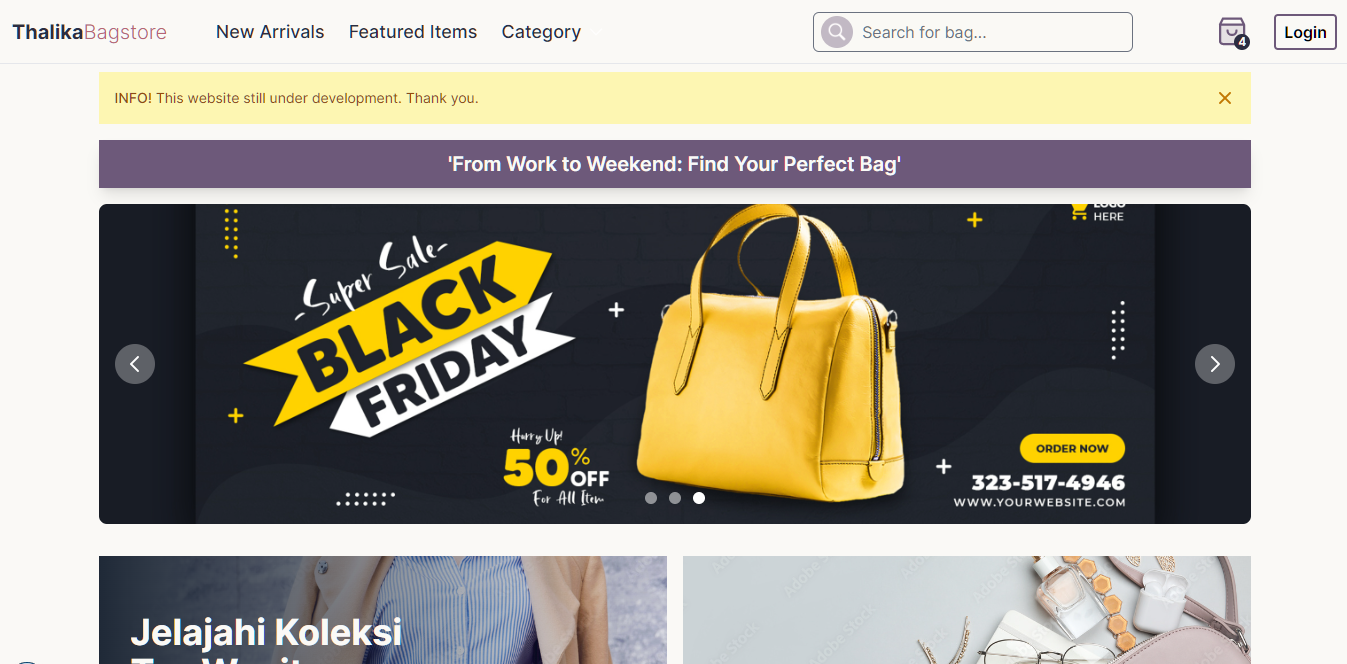 ThalikaBagstore
New Arrivals
Featured Items
Category
Search for bag...
4
Login
INFO! This website still under development. Thank you.
'From Work to Weekend: Find Your Perfect Bag'
LOGO
HERE
-Super Sale-
BLACK
FRIDAY
Hurry Up!
50%
OFF
For All Item
ORDER NOW
323-517-4946
WWW.YOURWEBSITE.COM
Jelajahi Koleksi
Adobe Stock